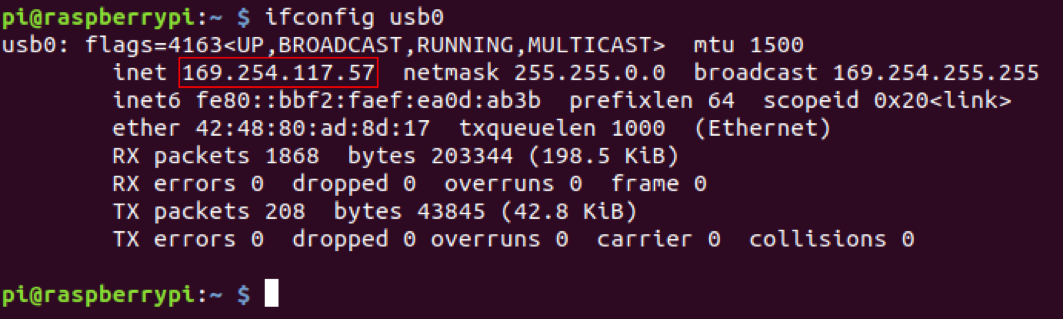 pi@raspberrypi:~ $ ifconfig usb0
usb0: flags=4163<UP,BROADCAST,RUNNING,MULTICAST>  mtu 1500
        inet 169.254.117.57  netmask 255.255.0.0  broadcast 169.254.255.255
        inet6 fe80::bbf2:faef:ea0d:ab3b  prefixlen 64  scopeid 0x20<link>
        ether 42:48:80:ad:8d:17  txqueuelen 1000  (Ethernet)
        RX packets 1868  bytes 203344 (198.5 KiB)
        RX errors 0  dropped 0  overruns 0  frame 0
        TX packets 208  bytes 43845 (42.8 KiB)
        TX errors 0  dropped 0 overruns 0  carrier 0  collisions 0
pi@raspberrypi:~ $